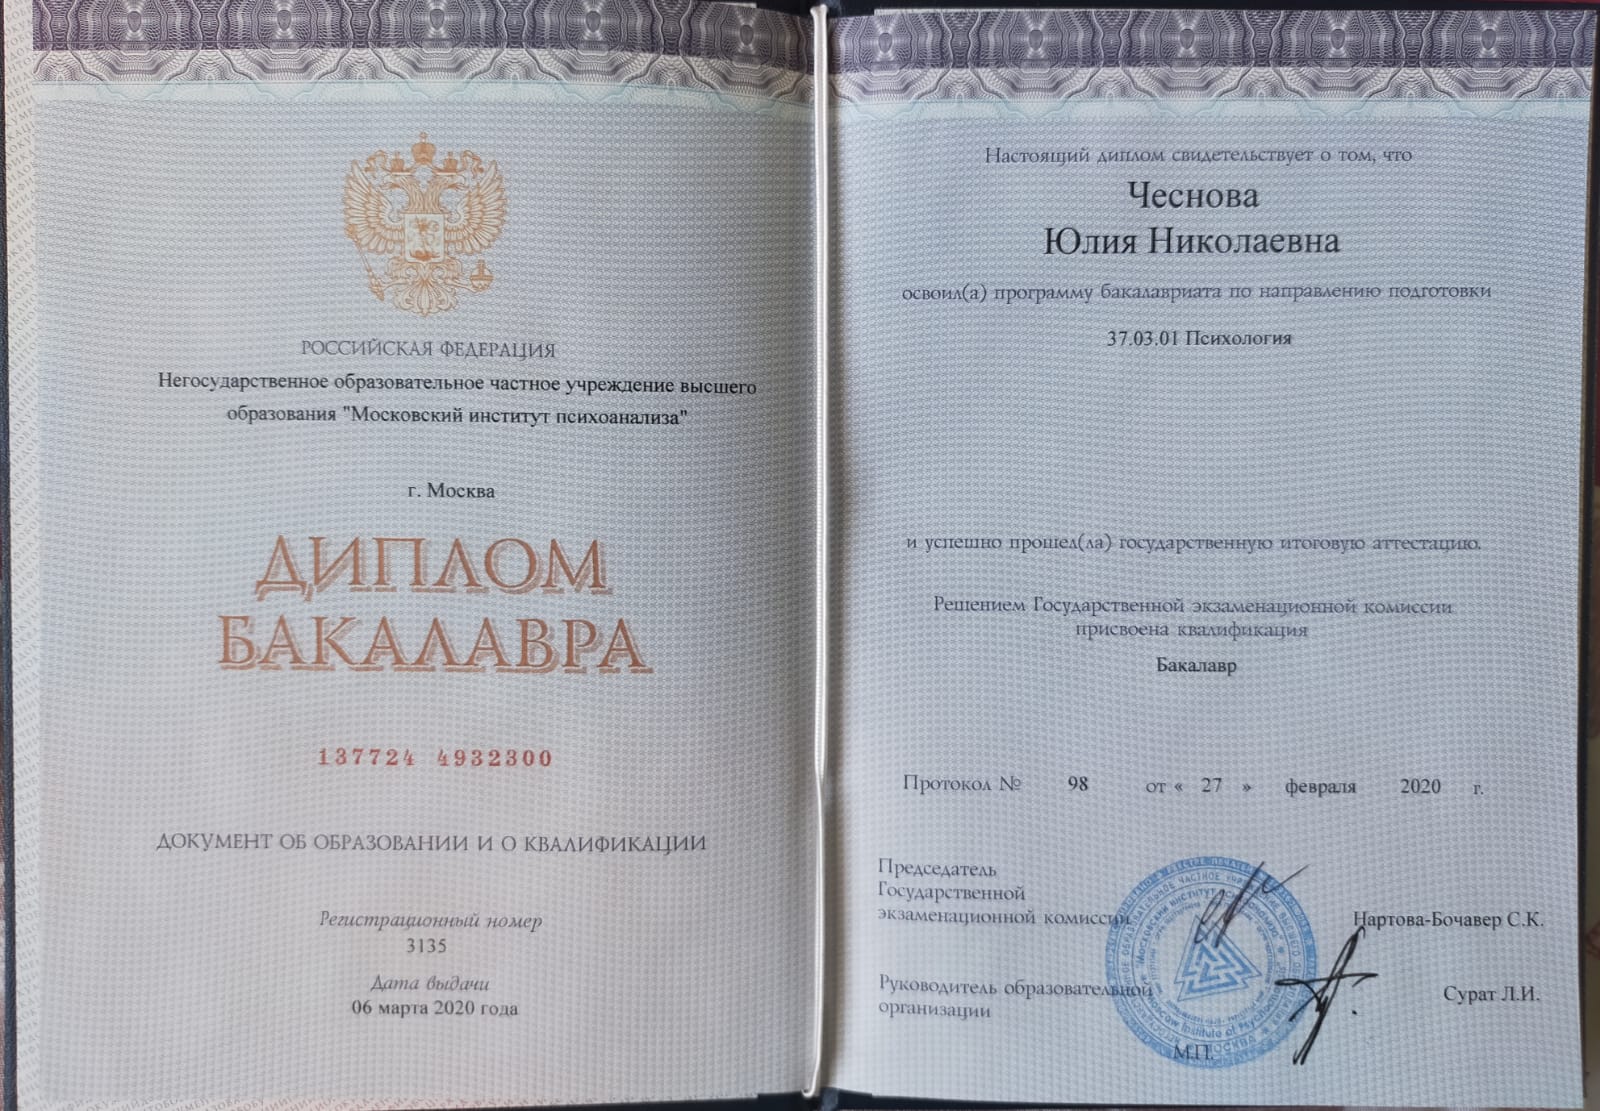 РОССИЙСКАЯ ФЕДЕРАЦИЯ
Негосударственное образовательное частное учреждение высшего
образования "Московский институт психоанализа"
г. Москва
ДИПЛОМ
БАКАЛАВРА
137724 4932300
ДОКУМЕНТ ОБ ОБРАЗОВАНИИ И О КВАЛИФИКАЦИИ
Регистрационный номер
3135
Дата выдачи
06 марта 2020 года
Настоящий диплом свидетельствует о том, что
Чеснова
Юлия Николаевна
освоил(а) программу бакалавриата по направлению подготовки
37.03.01 Психология
и успешно прошел(ла) государственную итоговую аттестацию.
Решением Государственной экзаменационной комиссии
присвоена квалификация
Бакалавр
Протокол № 98 от « 27 » февраля 2020 г.
Председатель
Государственной
экзаменационной комиссии
Нартова-Бочавер С.К.
Руководитель образовательной
организации
Сурат Л.И.
М.П.
Moscow Institute of
МОСКВА